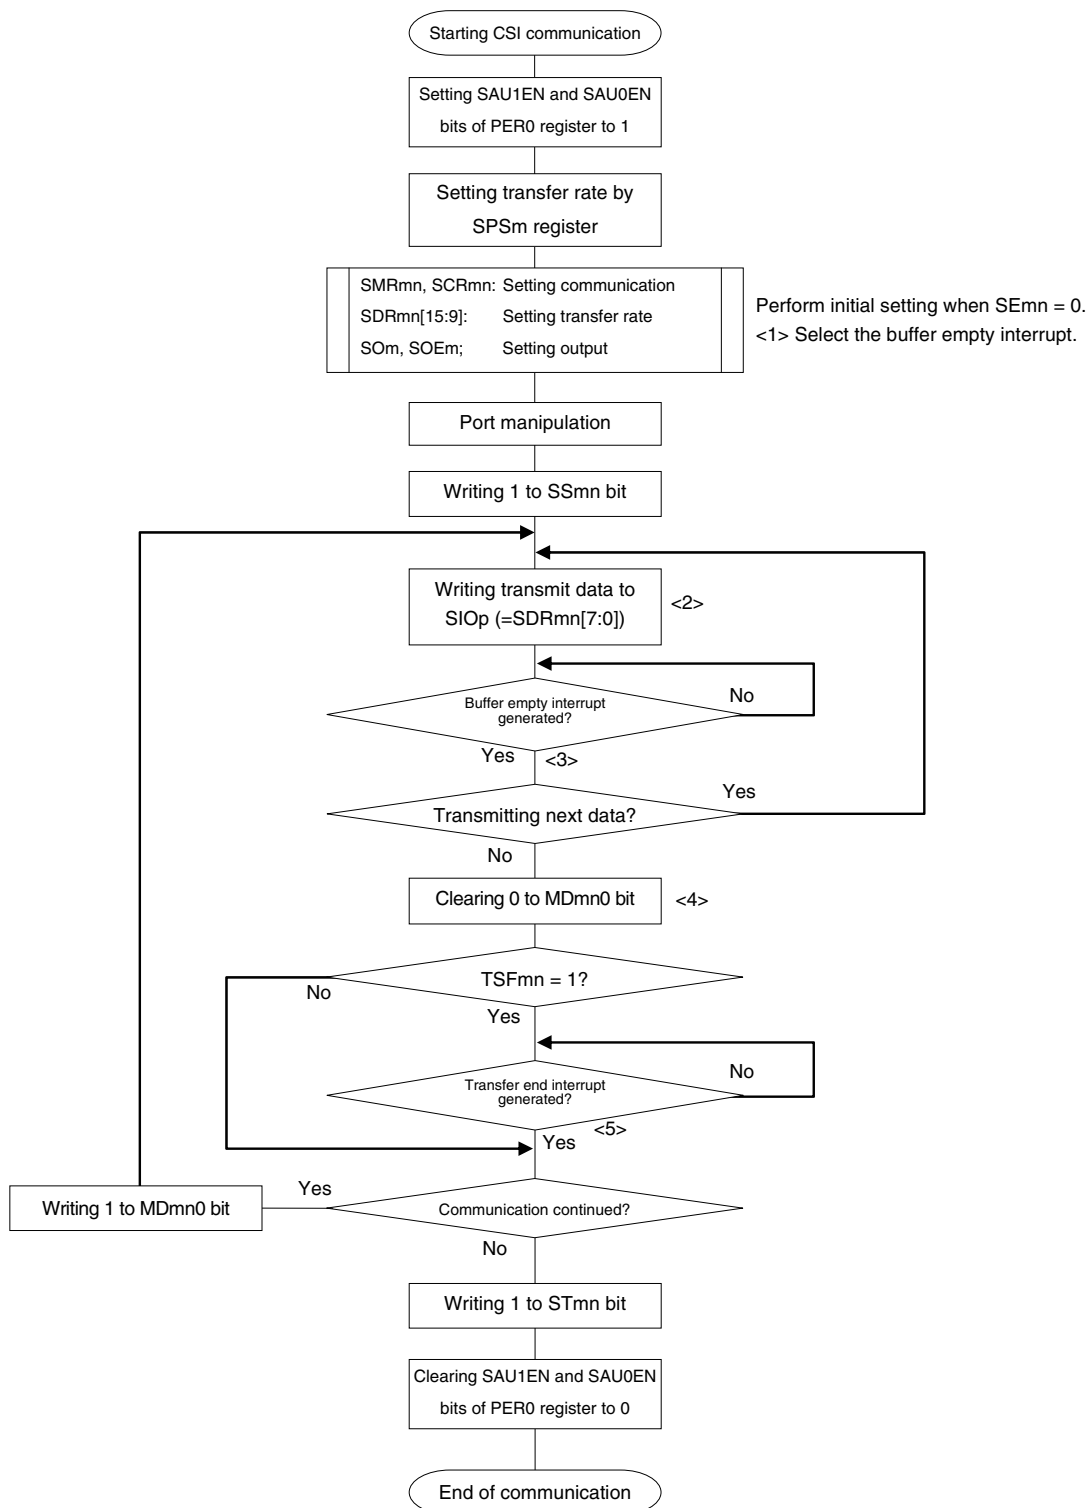 Starting CSI communication
Setting SAU1EN and SAU0EN
bits of PER0 register to 1
Setting transfer rate by
SPSm register
SMRmn, SCRmn: Setting communication
SDRmn[15:9]: Setting transfer rate
SOm, SOEm; Setting output
Perform initial setting when SEmn = 0.
<1> Select the buffer empty interrupt.
Port manipulation
Writing 1 to SSmn bit
Writing transmit data to
SIOp (=SDRmn[7:0])
<2>
Buffer empty interrupt
generated?
No
Yes
<3>
Transmitting next data?
Yes
No
Clearing 0 to MDmn0 bit
<4>
TSFmn = 1?
No
Yes
Transfer end interrupt
generated?
No
<5>
Yes
Communication continued?
Yes
Writing 1 to MDmn0 bit
No
Writing 1 to STmn bit
Clearing SAU1EN and SAU0EN
bits of PER0 register to 0
End of communication